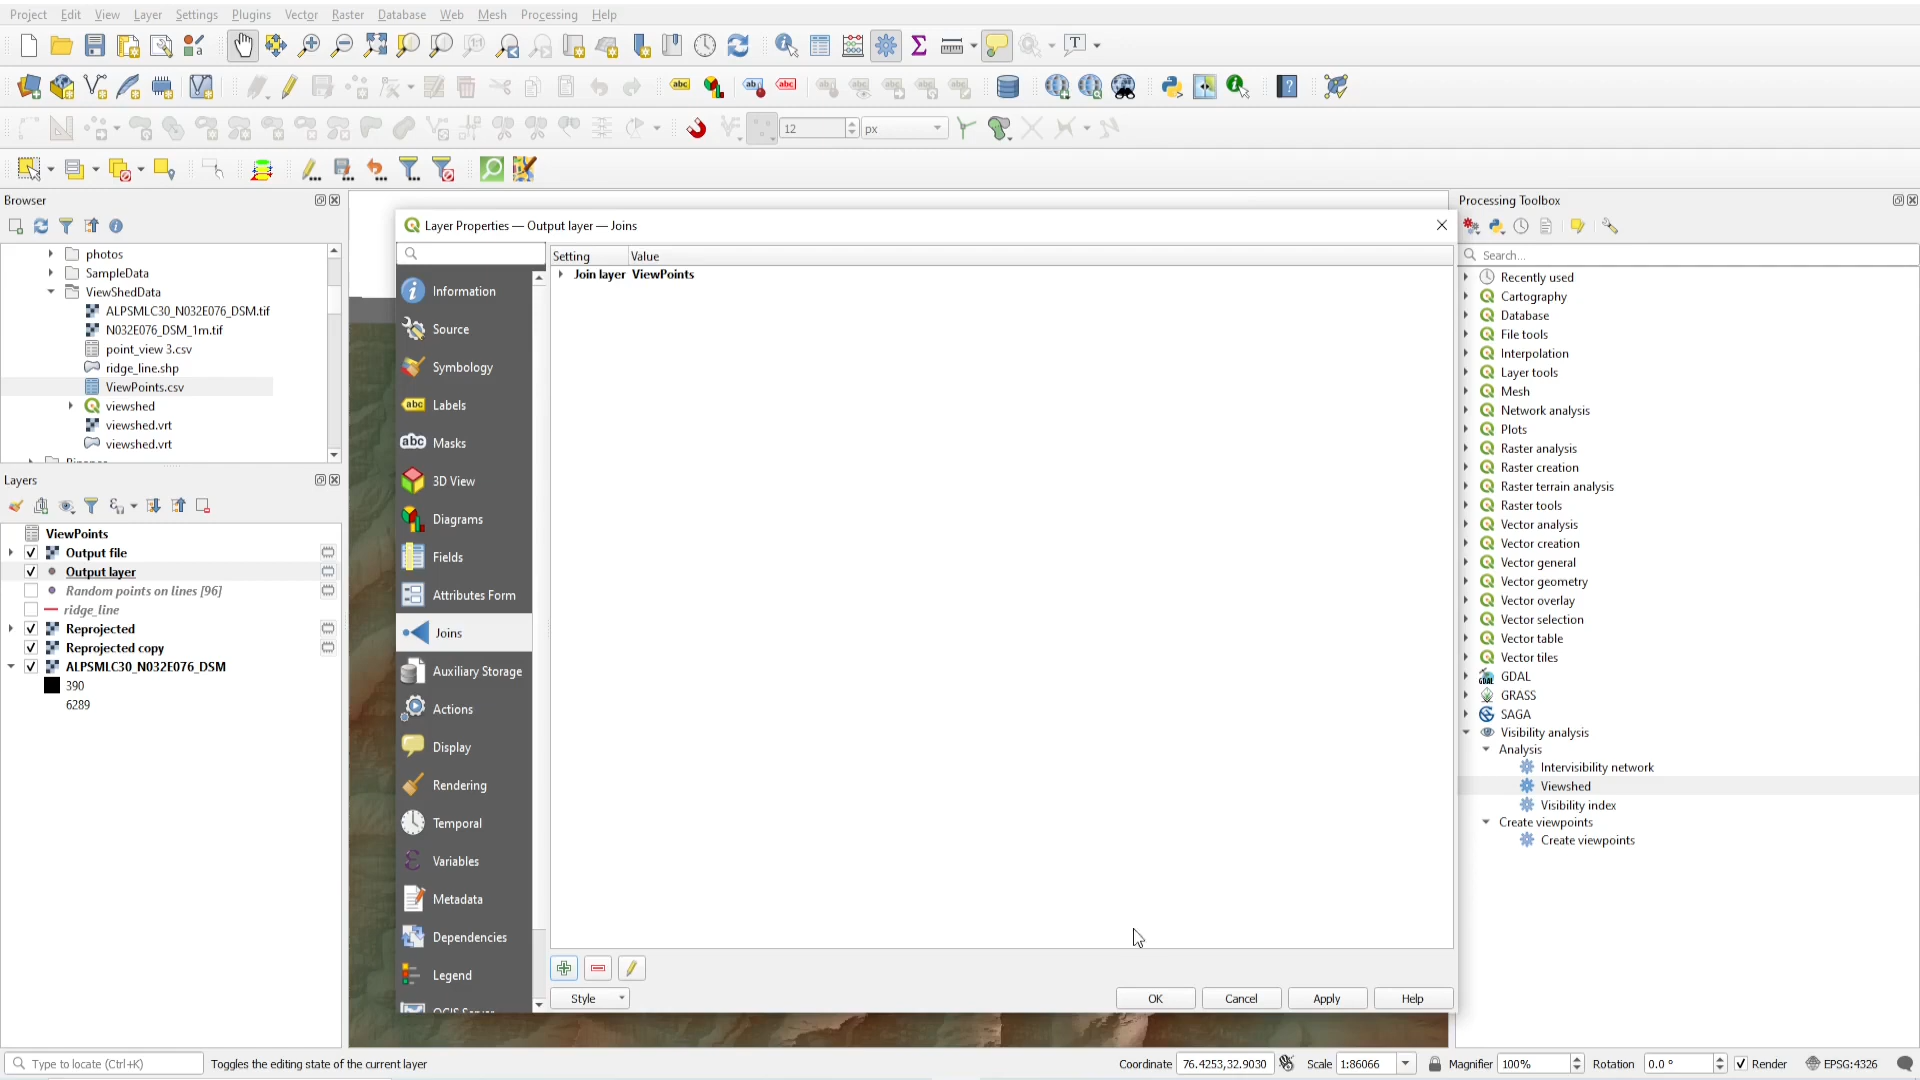 Project Edit View Layer Settings Plugins Vector Raster Database Web Mesh Processing Help
12 px
Browser
photos
SampleData
ViewShedData
ALPSMLC30_N032E076_DSM.tif
N032E076_DSM_1m.tif
point_view 3.csv
ridge_line.shp
ViewPoints.csv
viewshed
viewshed.vrt
viewshed.vrt
Layers
ViewPoints
Output file
Output layer
Random points on lines [96]
ridge_line
Reprojected
Reprojected copy
ALPSMLC30_N032E076_DSM
390
6289
Layer Properties — Output layer — Joins
Information
Source
Symbology
Labels
Masks
3D View
Diagrams
Fields
Attributes Form
Joins
Auxiliary Storage
Actions
Display
Rendering
Temporal
Variables
Metadata
Dependencies
Legend
Setting Value
Join layer ViewPoints
Style OK Cancel Apply Help
Processing Toolbox
Search...
Recently used
Cartography
Database
File tools
Interpolation
Layer tools
Mesh
Network analysis
Plots
Raster analysis
Raster creation
Raster terrain analysis
Raster tools
Vector analysis
Vector creation
Vector general
Vector geometry
Vector overlay
Vector selection
Vector table
Vector tiles
GDAL
GRASS
SAGA
Visibility analysis
Analysis
Intervisibility network
Viewshed
Visibility index
Create viewpoints
Create viewpoints
Type to locate (Ctrl+K) Toggles the editing state of the current layer Coordinate 76.4253,32.9030 Scale 1:86066 Magnifier 100% Rotation 0.0 ° Render EPSG:4326